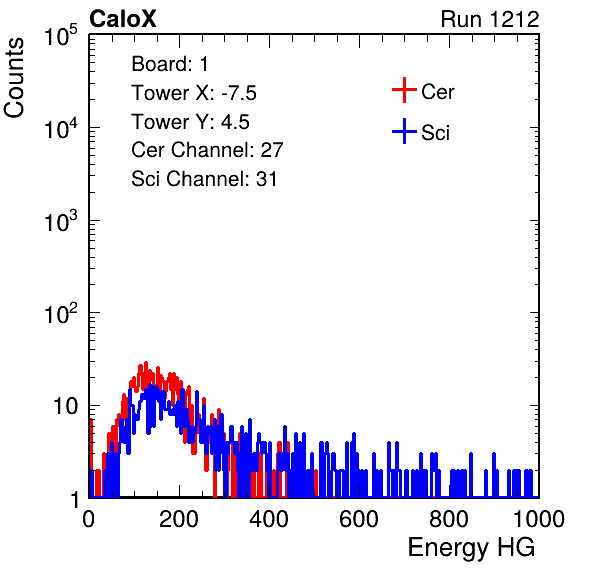 CaloX Run 1212
Counts
10^5
10^4
10^3
10^2
10
1
Board: 1
Tower X: -7.5
Tower Y: 4.5
Cer Channel: 27
Sci Channel: 31
Cer
Sci
0 200 400 600 800 1000
Energy HG